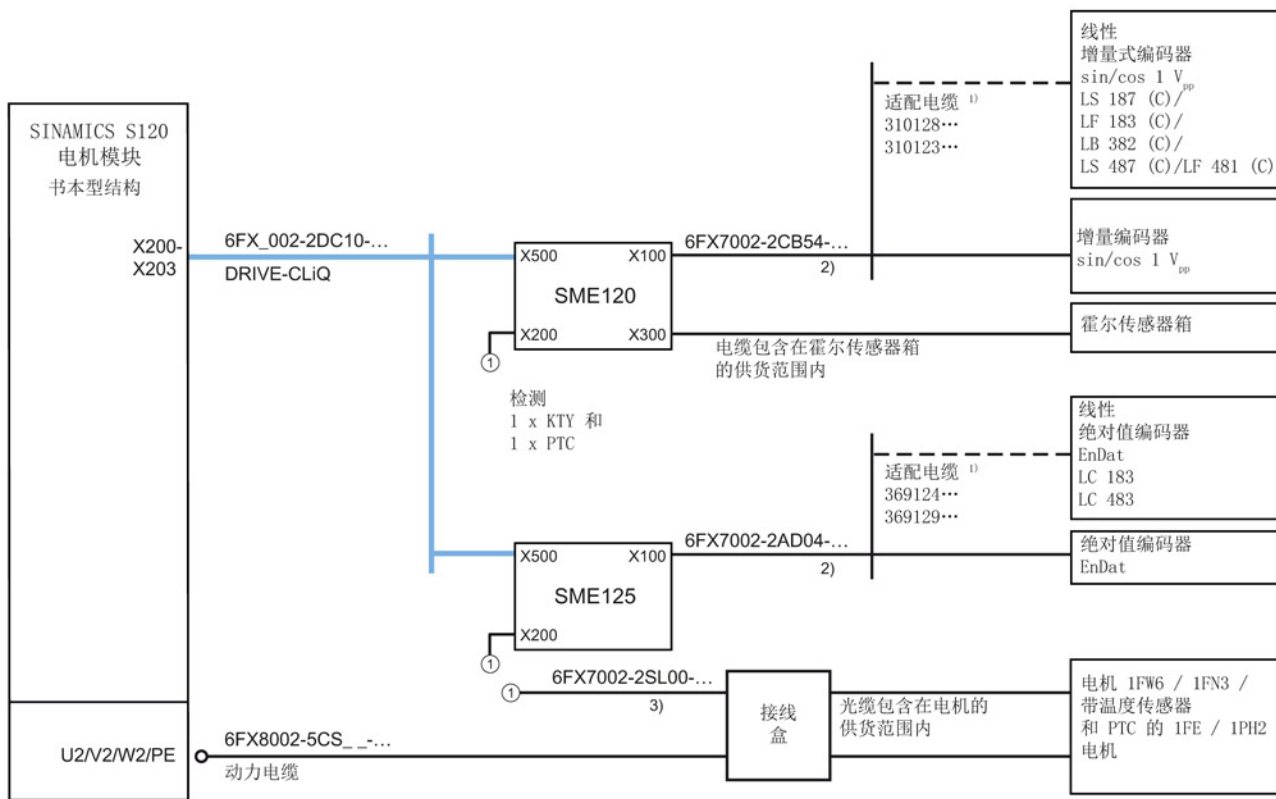 SINAMICS S120
电机模块
书本型结构
X200-
X203
U2/V2/W2/PE
6FX_002-2DC10-…
DRIVE-CLiQ
X500
X100
SME120
X200
X300
①
检测
1 x KTY 和
1 x PTC
6FX7002-2CB54-…
2)
适配电缆 1)
310128…
310123…
线性
增量式编码器
sin/cos 1 Vpp
LS 187 (C)/
LF 183 (C)/
LB 382 (C)/
LS 487 (C)/LF 481 (C)
增量编码器
sin/cos 1 Vpp
电缆包含在霍尔传感器箱
的供货范围内
霍尔传感器箱
X500
X100
SME125
X200
①
6FX7002-2AD04-…
2)
适配电缆 1)
369124…
369129…
线性
绝对值编码器
EnDat
LC 183
LC 483
绝对值编码器
EnDat
①
6FX7002-2SL00-…
3)
接线
盒
光缆包含在电机的
供货范围内
电机 1FW6 / 1FN3 /
带温度传感器
和 PTC 的 1FE / 1PH2
电机
6FX8002-5CS_ _-…
动力电缆